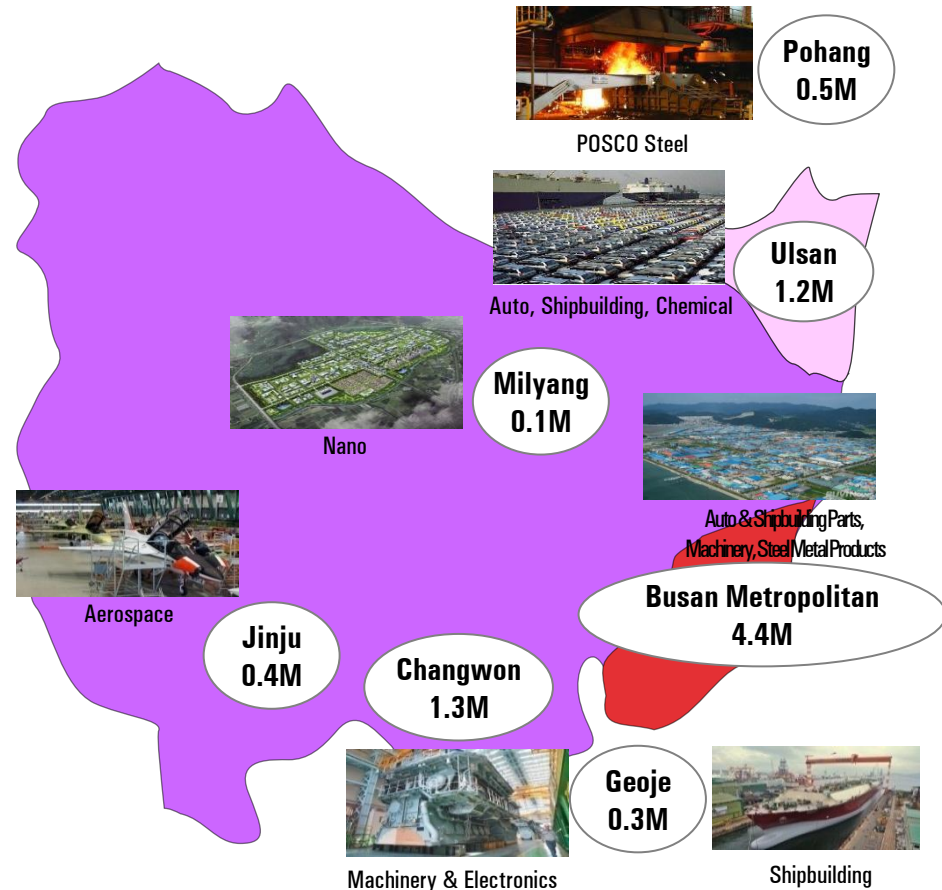 Pohang
0.5M
POSCO Steel
Ulsan
1.2M
Auto, Shipbuilding, Chemical
Milyang
0.1M
Nano
Auto & Shipbuilding Parts,
Machinery, Steel Metal Products
Aerospace
Busan Metropolitan
4.4M
Jinju
0.4M
Changwon
1.3M
Geoje
0.3M
Machinery & Electronics
Shipbuilding